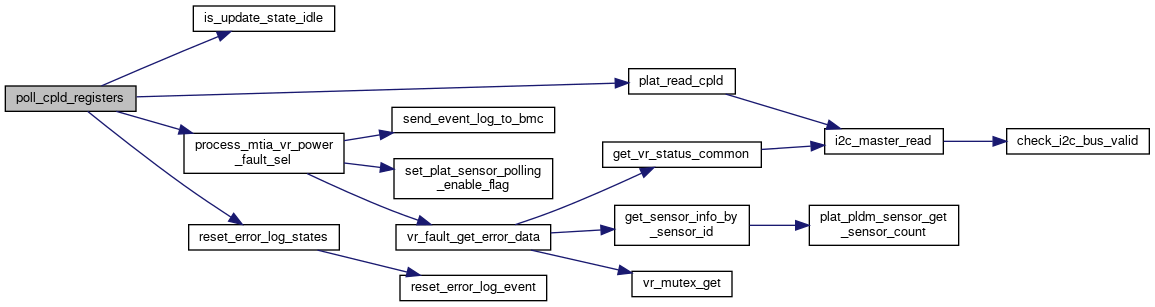 is_update_state_idle
poll_cpld_registers
plat_read_cpld
process_mtia_vr_power
_fault_sel
send_event_log_to_bmc
i2c_master_read
check_i2c_bus_valid
get_vr_status_common
set_plat_sensor_polling
_enable_flag
reset_error_log_states
vr_fault_get_error_data
get_sensor_info_by
_sensor_id
plat_pldm_sensor_get
_sensor_count
reset_error_log_event
vr_mutex_get